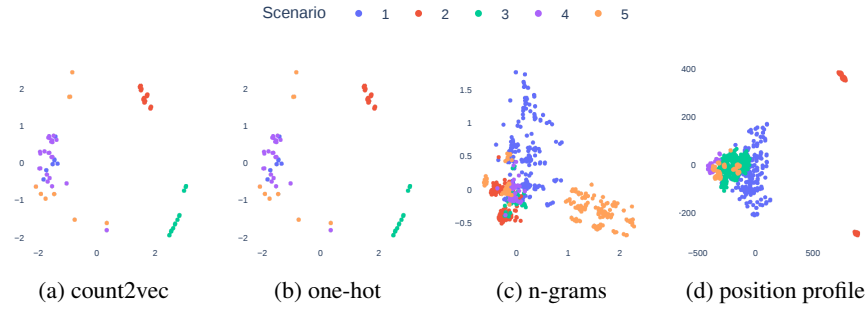 Scenario 1 2 3 4 5
2
1
0
−1
−2
−2 0 2
(a) count2vec
2
1
0
−1
−2
−2 0 2
(b) one-hot
1.5
1
0.5
0
−0.5
0 1 2
(c) n-grams
400
200
0
−200
−500 0 500
(d) position profile